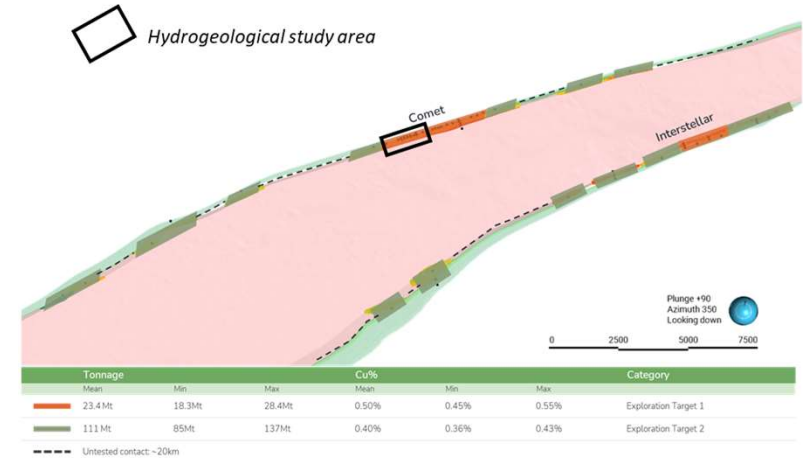 Hydrogeological study area
Comet
Interstellar
Plunge +90
Azimuth 350
Looking down
0 2500 5000 7500
Tonnage Cu% Category
Mean Min Max Mean Min Max
23.4 Mt 18.3Mt 28.4Mt 0.50% 0.45% 0.55% Exploration Target 1
111 Mt 85Mt 137Mt 0.40% 0.36% 0.43% Exploration Target 2
Untested contact: ~20km